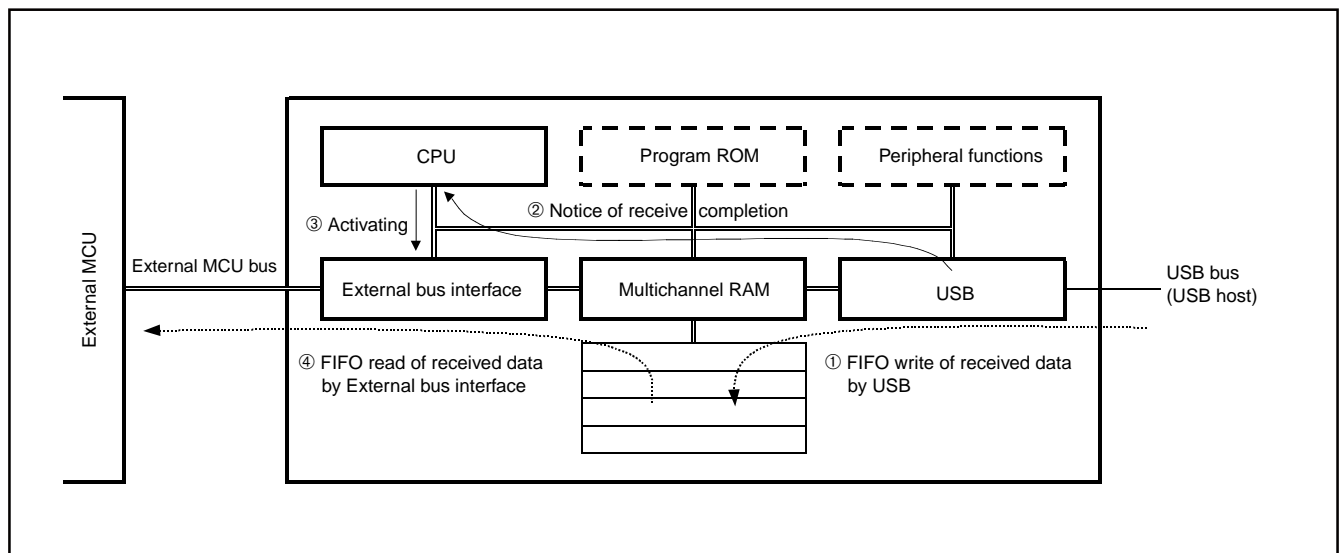 CPU
Program ROM
Peripheral functions
② Notice of receive completion
③ Activating
External MCU
External MCU bus
External bus interface
Multichannel RAM
USB
USB bus
(USB host)
④ FIFO read of received data
by External bus interface
① FIFO write of received data
by USB